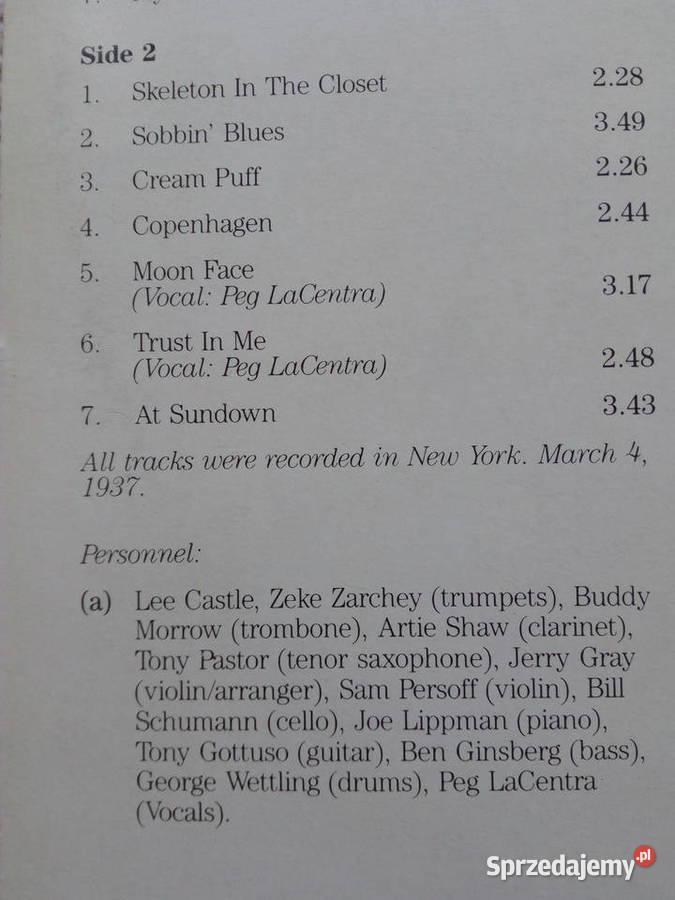 Side 2
1. Skeleton In The Closet 2.28
2. Sobbin' Blues 3.49
3. Cream Puff 2.26
4. Copenhagen 2.44
5. Moon Face
(Vocal: Peg LaCentra) 3.17
6. Trust In Me
(Vocal: Peg LaCentra) 2.48
7. At Sundown 3.43
All tracks were recorded in New York. March 4,
1937.
Personnel:
(a) Lee Castle, Zeke Zarchey (trumpets), Buddy
Morrow (trombone), Artie Shaw (clarinet),
Tony Pastor (tenor saxophone), Jerry Gray
(violin/arranger), Sam Persoff (violin), Bill
Schumann (cello), Joe Lippman (piano),
Tony Gottuso (guitar), Ben Ginsberg (bass),
George Wettling (drums), Peg LaCentra
(Vocals).
Sprzedajemy.pl